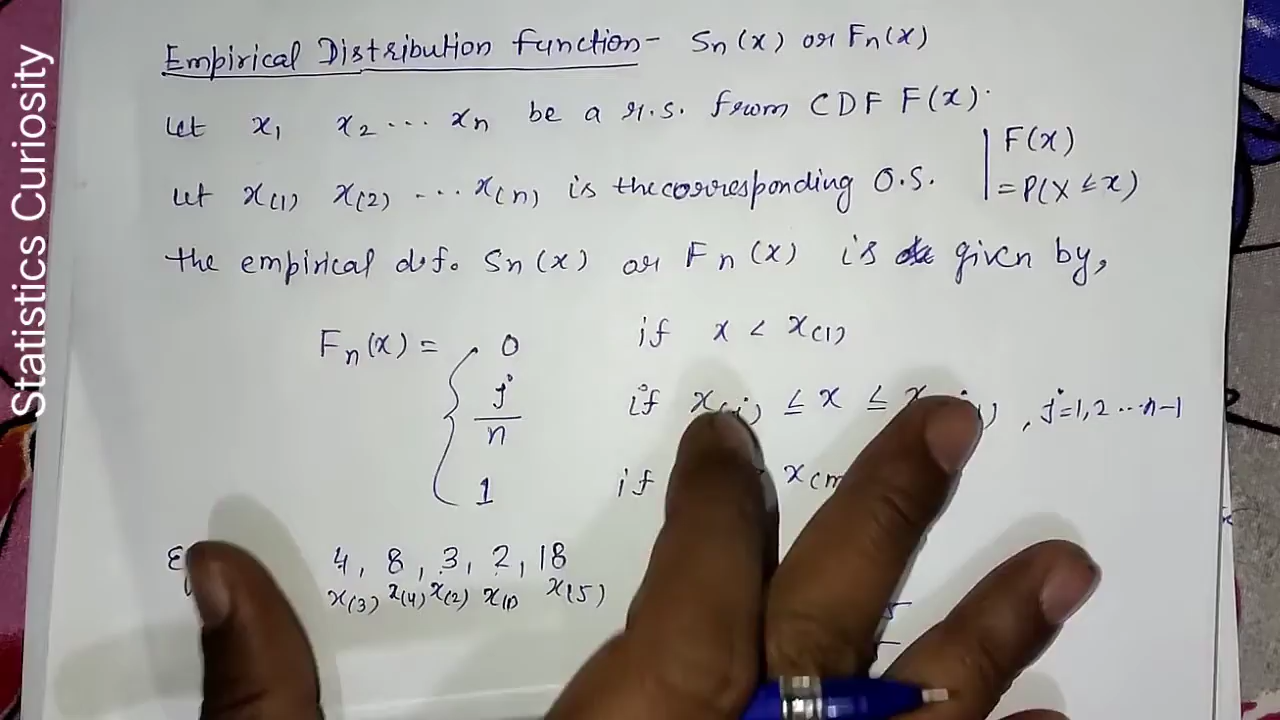 Statistics Curiosity
Empirical Distribution function - Sn(x) or Fn(x)
Let x1 x2 ... xn be a r.s. from CDF F(x).
Let x(1) x(2) ... x(n) is the corresponding O.S.
F(x)
= P(X ≤ x)
the empirical d.f. Sn(x) or Fn(x) is given by,
Fn(x) = 0 if x < x(1)
j/n if x(j) ≤ x ≤ , j=1,2 ... n-1
1 if
4, 8, 3, 2, 18
x(3) x(4) x(2) x(1) x(5)